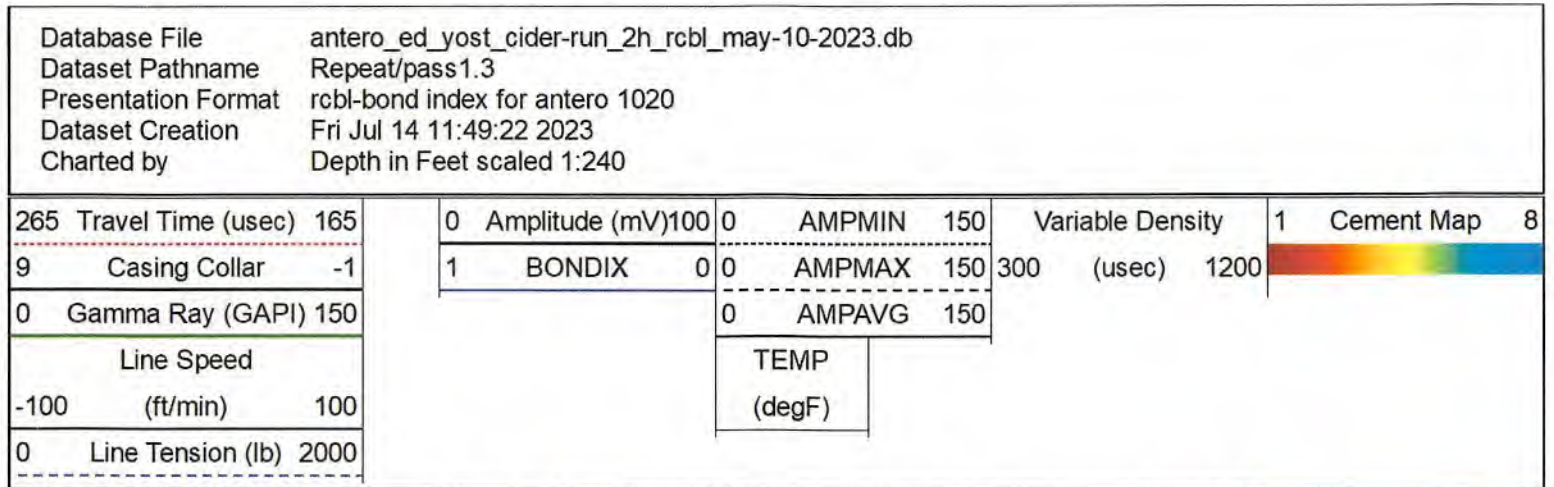 Database File antero_ed_yost_cider-run_2h_rcbl_may-10-2023.db
Dataset Pathname Repeat/pass1.3
Presentation Format rcbl-bond index for antero 1020
Dataset Creation Fri Jul 14 11:49:22 2023
Charted by Depth in Feet scaled 1:240
265 Travel Time (usec) 165 0 Amplitude (mV)100 0 AMPMIN 150 Variable Density 1 Cement Map 8
9 Casing Collar -1 1 BONDIX 0 0 AMPMAX 150 300 (usec) 1200
0 Gamma Ray (GAPI) 150 0 AMPAVG 150
Line Speed TEMP
-100 (ft/min) 100 (degF)
0 Line Tension (lb) 2000